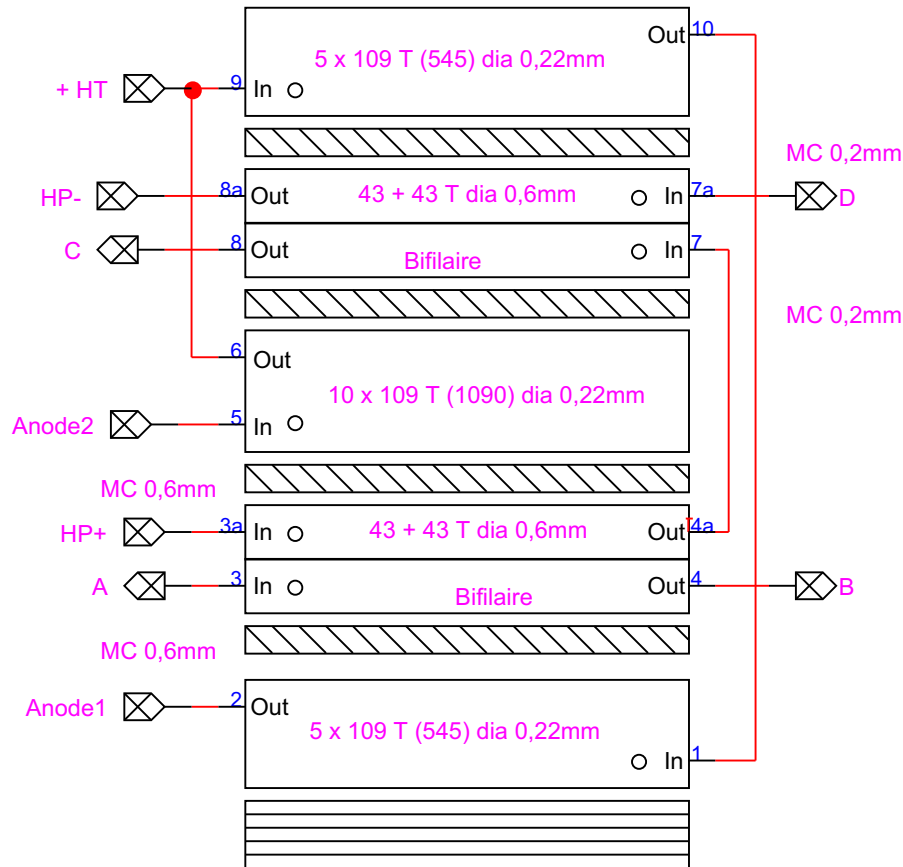 Out 10
5 x 109 T (545) dia 0,22mm
+ HT 9 In
MC 0,2mm
HP- 8a Out 43 + 43 T dia 0,6mm In 7a D
C 8 Out Bifilaire In 7
MC 0,2mm
6 Out
10 x 109 T (1090) dia 0,22mm
Anode2 5 In
MC 0,6mm
HP+ 3a In 43 + 43 T dia 0,6mm Out 4a
A 3 In Bifilaire Out 4 B
MC 0,6mm
Anode1 2 Out
5 x 109 T (545) dia 0,22mm
In 1